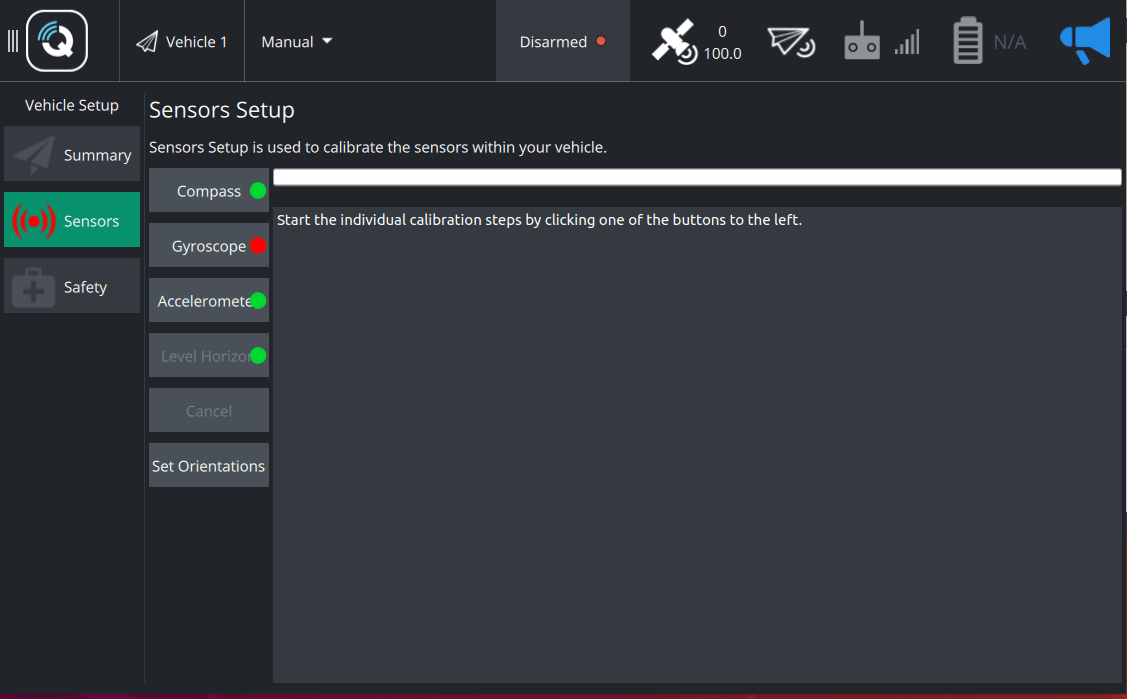 Vehicle 1
Manual
Disarmed
0
100.0
N/A
Vehicle Setup
Summary
Sensors
Safety
Sensors Setup
Sensors Setup is used to calibrate the sensors within your vehicle.
Compass
Gyroscope
Acceleromete
Level Horizon
Cancel
Set Orientations
Start the individual calibration steps by clicking one of the buttons to the left.